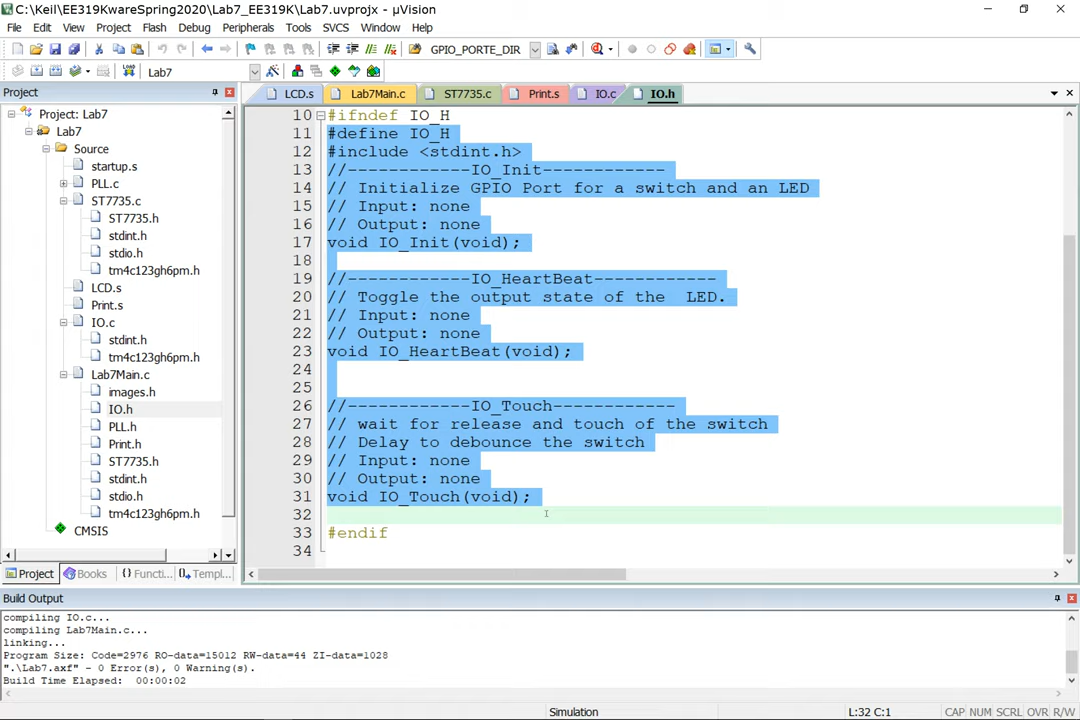 C:\Keil\EE319KwareSpring2020\Lab7_EE319K\Lab7.uvprojx - µVision
File Edit View Project Flash Debug Peripherals Tools SVCS Window Help
GPIO_PORTE_DIR
Lab7
Project
LCD.s Lab7Main.c ST7735.c Print.s IO.c IO.h
Project: Lab7
Lab7
Source
startup.s
PLL.c
ST7735.c
ST7735.h
stdint.h
stdio.h
tm4c123gh6pm.h
LCD.s
Print.s
IO.c
stdint.h
tm4c123gh6pm.h
Lab7Main.c
images.h
IO.h
PLL.h
Print.h
ST7735.h
stdint.h
stdio.h
tm4c123gh6pm.h
CMSIS
Project Books {} Functi... Templ...
10 #ifndef IO_H
11 #define IO_H
12 #include <stdint.h>
13 //------------IO_Init------------
14 // Initialize GPIO Port for a switch and an LED
15 // Input: none
16 // Output: none
17 void IO_Init(void);
18
19 //------------IO_HeartBeat------------
20 // Toggle the output state of the  LED.
21 // Input: none
22 // Output: none
23 void IO_HeartBeat(void);
24
25
26 //------------IO_Touch------------
27 // wait for release and touch of the switch
28 // Delay to debounce the switch
29 // Input: none
30 // Output: none
31 void IO_Touch(void);
32
33 #endif
34
Build Output
compiling IO.c...
compiling Lab7Main.c...
linking...
Program Size: Code=2976 RO-data=15012 RW-data=44 ZI-data=1028
".\Lab7.axf" - 0 Error(s), 0 Warning(s).
Build Time Elapsed:  00:00:02
Simulation L:32 C:1 CAP NUM SCRL OVR R/W